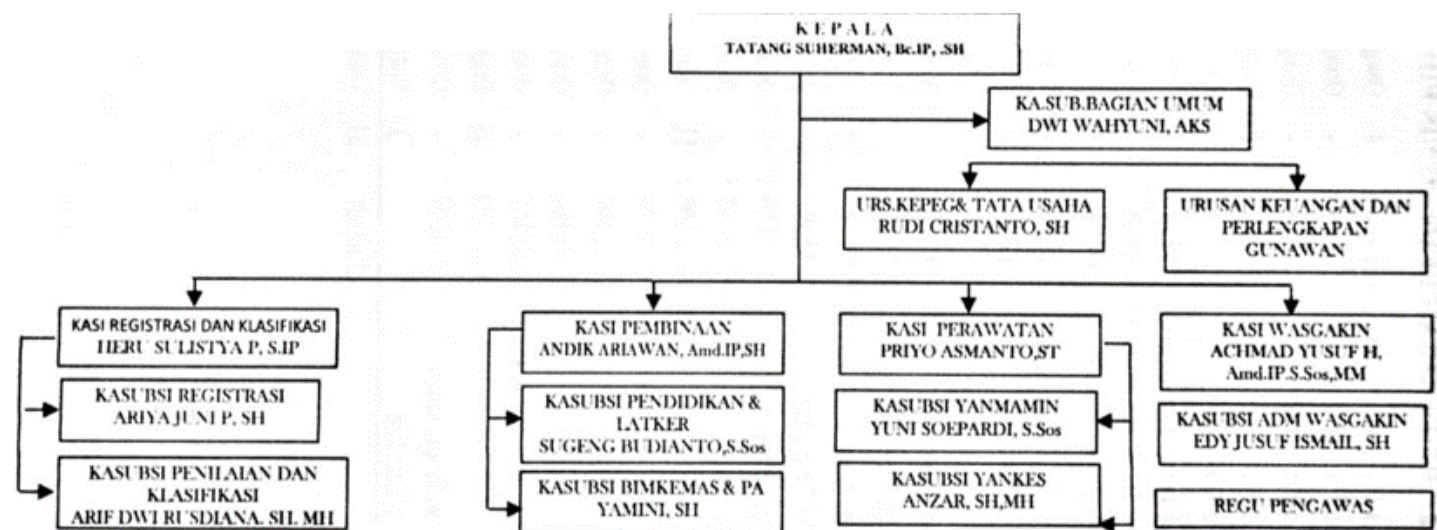 K E P A L A
TATANG SUHERMAN, Bc.IP, .SH
KA.SUB.BAGIAN UMUM
DWI WAHYUNI, AKS
URS.KEPEG& TATA USAHA
RUDI CRISTANTO, SH
URUSAN KEUANGAN DAN
PERLENGKAPAN
GUNAWAN
KASI REGISTRASI DAN KLASIFIKASI
HERU SULISTYA P, S.IP
KASUBSI REGISTRASI
ARIYA JUNI P, SH
KASUBSI PENILAIAN DAN
KLASIFIKASI
ARIF DWI RUSDIANA. SH. MH
KASI PEMBINAAN
ANDIK ARIAWAN, Amd.IP,SH
KASUBSI PENDIDIKAN &
LATKER
SUGENG BUDIANTO,S.Sos
KASUBSI BIMKEMAS & PA
YAMINI, SH
KASI PERAWATAN
PRIYO ASMANTO,ST
KASUBSI YANMAMIN
YUNI SOEPARDI, S.Sos
KASUBSI YANKES
ANZAR, SH,MH
KASI WASGAKIN
ACHMAD YUSUF H,
Amd.IP.S.Sos,MM
KASUBSI ADM WASGAKIN
EDY JUSUF ISMAIL, SH
REGU PENGAWAS